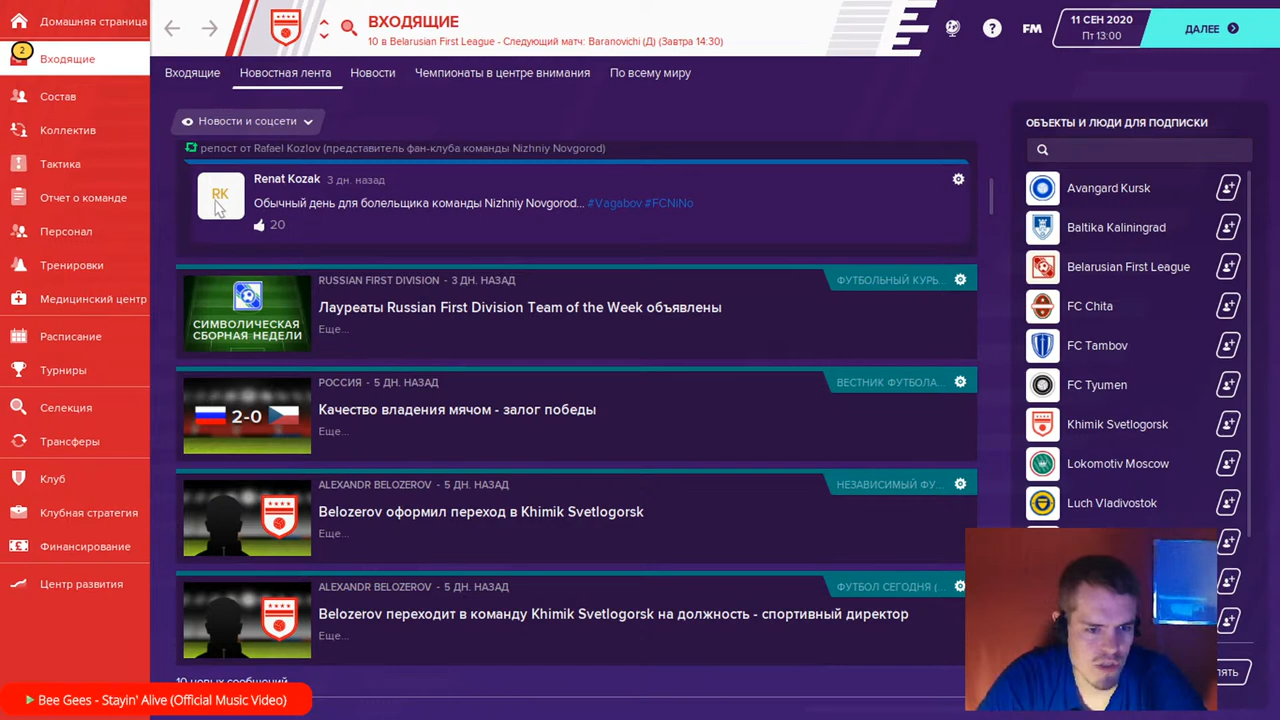 Домашняя страница
2
Входящие
Состав
Коллектив
Тактика
Отчет о команде
Персонал
Тренировки
Медицинский центр
Расписание
Турниры
Селекция
Трансферы
Клуб
Клубная стратегия
Финансирование
Центр развития
ВХОДЯЩИЕ
10 в Belarusian First League - Следующий матч: Baranovichi (Д) (Завтра 14:30)
?
FM
11 СЕН 2020
Пт 13:00
ДАЛЕЕ
Входящие
Новостная лента
Новости
Чемпионаты в центре внимания
По всему миру
Новости и соцсети
репост от Rafael Kozlov (представитель фан-клуба команды Nizhniy Novgorod)
RK
Renat Kozak 3 дн. назад
Обычный день для болельщика команды Nizhniy Novgorod... #Vagabov #FCNiNo
20
СИМВОЛИЧЕСКАЯ
СБОРНАЯ НЕДЕЛИ
RUSSIAN FIRST DIVISION - 3 ДН. НАЗАД
ФУТБОЛЬНЫЙ КУРЬ...
Лауреаты Russian First Division Team of the Week объявлены
Еще...
2-0
РОССИЯ - 5 ДН. НАЗАД
ВЕСТНИК ФУТБОЛА...
Качество владения мячом - залог победы
Еще...
ALEXANDR BELOZEROV - 5 ДН. НАЗАД
НЕЗАВИСИМЫЙ ФУ...
Belozerov оформил переход в Khimik Svetlogorsk
Еще...
ALEXANDR BELOZEROV - 5 ДН. НАЗАД
ФУТБОЛ СЕГОДНЯ (...
Belozerov переходит в команду Khimik Svetlogorsk на должность - спортивный директор
Еще...
10 новых сообщений
ОБЪЕКТЫ И ЛЮДИ ДЛЯ ПОДПИСКИ
Avangard Kursk
Baltika Kaliningrad
Belarusian First League
FC Chita
FC Tambov
FC Tyumen
Khimik Svetlogorsk
Lokomotiv Moscow
Luch Vladivostok
Bee Gees - Stayin' Alive (Official Music Video)